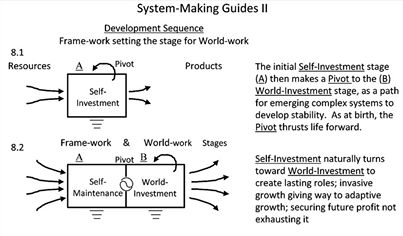 System-Making Guides II
Development Sequence
Frame-work setting the stage for World-work
8.1
Resources A Pivot Products
Self-
Investment
The initial Self-Investment stage
(A) then makes a Pivot to the (B)
World-Investment stage, as a path
for emerging complex systems to
develop stability. As at birth, the
Pivot thrusts life forward.
8.2 Frame-work & World-work Stages
A Pivot B
Self-
Maintenance
World-
Investment
Self-Investment naturally turns
toward World-Investment to
create lasting roles; invasive
growth giving way to adaptive
growth; securing future profit not
exhausting it